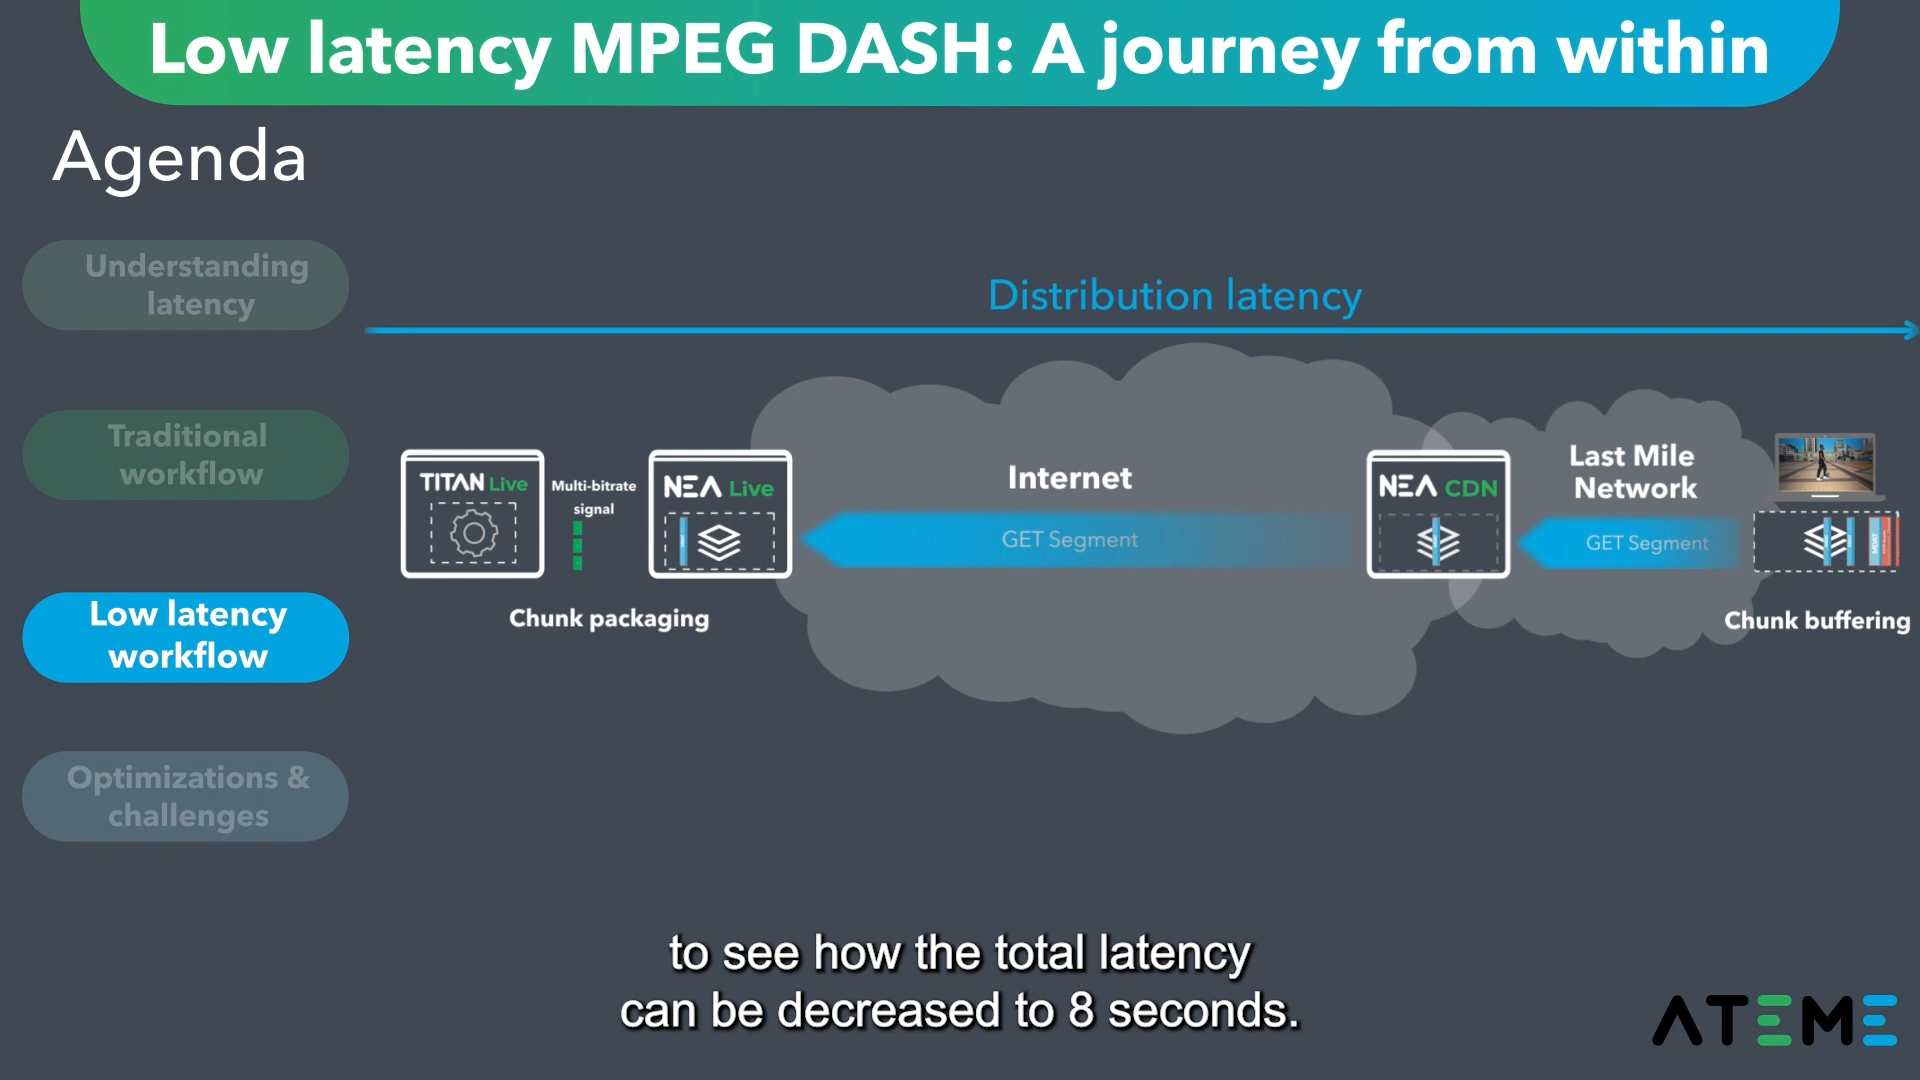 Low latency MPEG DASH: A journey from within
Agenda
Understanding
latency
Traditional
workflow
Low latency
workflow
Optimizations &
challenges
Distribution latency
TITAN Live
Multi-bitrate
signal
NEA Live
Internet
GET Segment
NEA CDN
Last Mile
Network
GET Segment
Chunk packaging
Chunk buffering
to see how the total latency
can be decreased to 8 seconds.
ATEME